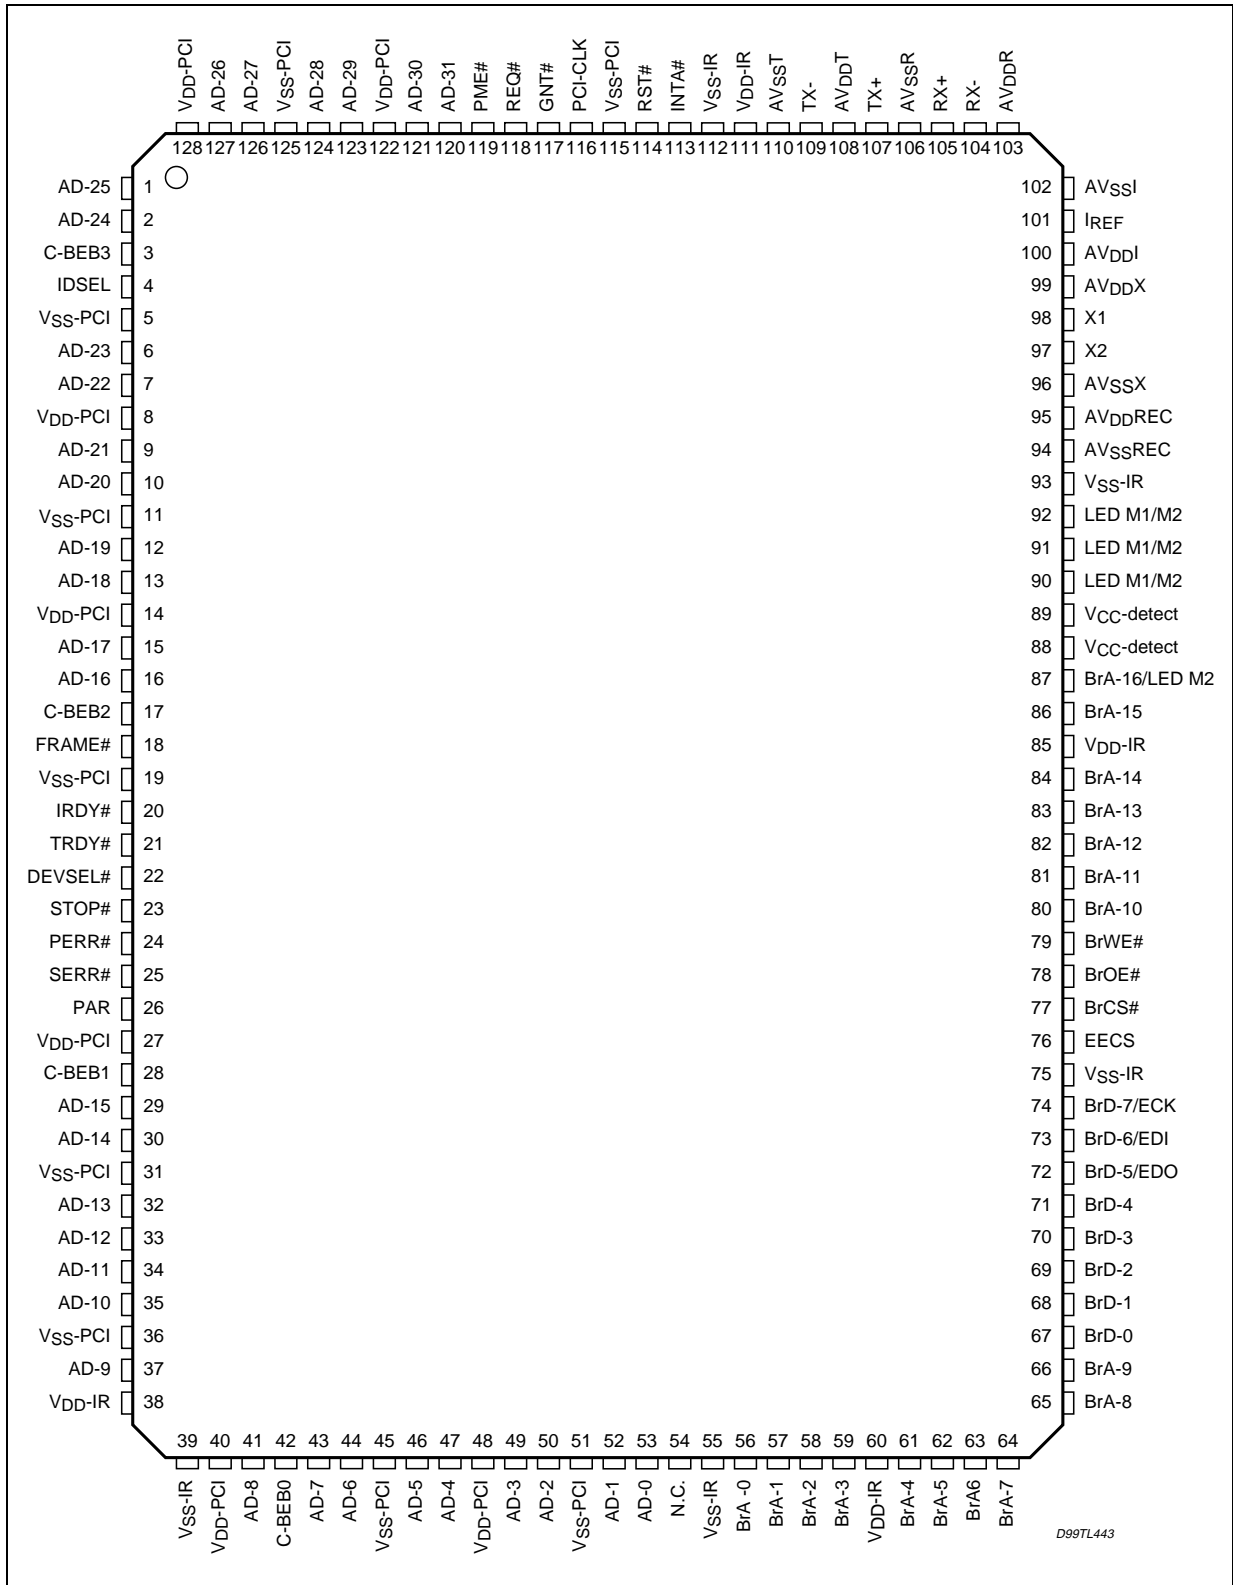 VDD-PCI AD-26 AD-27 VSS-PCI AD-28 AD-29 VDD-PCI AD-30 AD-31 PME# REQ# GNT# PCI-CLK VSS-PCI RST# INTA# VSS-IR VDD-IR AVSST TX- AVDDT TX+ AVSSR RX+ RX- AVDDR
128 127 126 125 124 123 122 121 120 119 118 117 116 115 114 113 112 111 110 109 108 107 106 105 104 103
AD-25 1 102 AVSSI
AD-24 2 101 IREF
C-BEB3 3 100 AVDDI
IDSEL 4 99 AVDDX
VSS-PCI 5 98 X1
AD-23 6 97 X2
AD-22 7 96 AVSSX
VDD-PCI 8 95 AVDDREC
AD-21 9 94 AVSSREC
AD-20 10 93 VSS-IR
VSS-PCI 11 92 LED M1/M2
AD-19 12 91 LED M1/M2
AD-18 13 90 LED M1/M2
VDD-PCI 14 89 VCC-detect
AD-17 15 88 VCC-detect
AD-16 16 87 BrA-16/LED M2
C-BEB2 17 86 BrA-15
FRAME# 18 85 VDD-IR
VSS-PCI 19 84 BrA-14
IRDY# 20 83 BrA-13
TRDY# 21 82 BrA-12
DEVSEL# 22 81 BrA-11
STOP# 23 80 BrA-10
PERR# 24 79 BrWE#
SERR# 25 78 BrOE#
PAR 26 77 BrCS#
VDD-PCI 27 76 EECS
C-BEB1 28 75 VSS-IR
AD-15 29 74 BrD-7/ECK
AD-14 30 73 BrD-6/EDI
VSS-PCI 31 72 BrD-5/EDO
AD-13 32 71 BrD-4
AD-12 33 70 BrD-3
AD-11 34 69 BrD-2
AD-10 35 68 BrD-1
VSS-PCI 36 67 BrD-0
AD-9 37 66 BrA-9
VDD-IR 38 65 BrA-8
39 40 41 42 43 44 45 46 47 48 49 50 51 52 53 54 55 56 57 58 59 60 61 62 63 64
VSS-IR VDD-PCI AD-8 C-BEB0 AD-7 AD-6 VSS-PCI AD-5 AD-4 VDD-PCI AD-3 AD-2 VSS-PCI AD-1 AD-0 N.C. VSS-IR BrA -0 BrA-1 BrA-2 BrA-3 VDD-IR BrA-4 BrA-5 BrA6 BrA-7
D99TL443